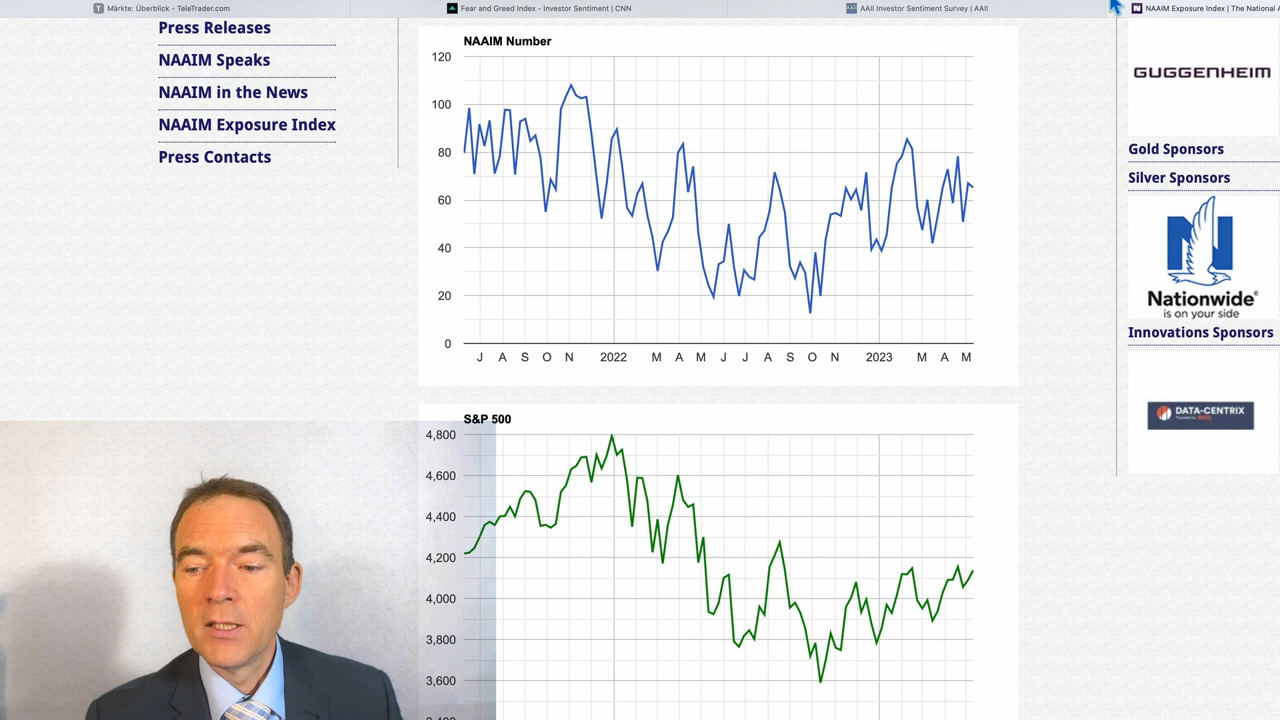 Märkte: Überblick - TeleTrader.com
Fear and Greed Index - Investor Sentiment | CNN
AAII Investor Sentiment Survey | AAII
NAAIM Exposure Index | The National A
Press Releases
NAAIM Speaks
NAAIM in the News
NAAIM Exposure Index
Press Contacts
NAAIM Number
120
100
80
60
40
20
0
J A S O N 2022 M A M J J A S O N 2023 M A M
S&P 500
4,800
4,600
4,400
4,200
4,000
3,800
3,600
GUGGENHEIM
Gold Sponsors
Silver Sponsors
Nationwide®
is on your side
Innovations Sponsors
DATA-CENTRIX